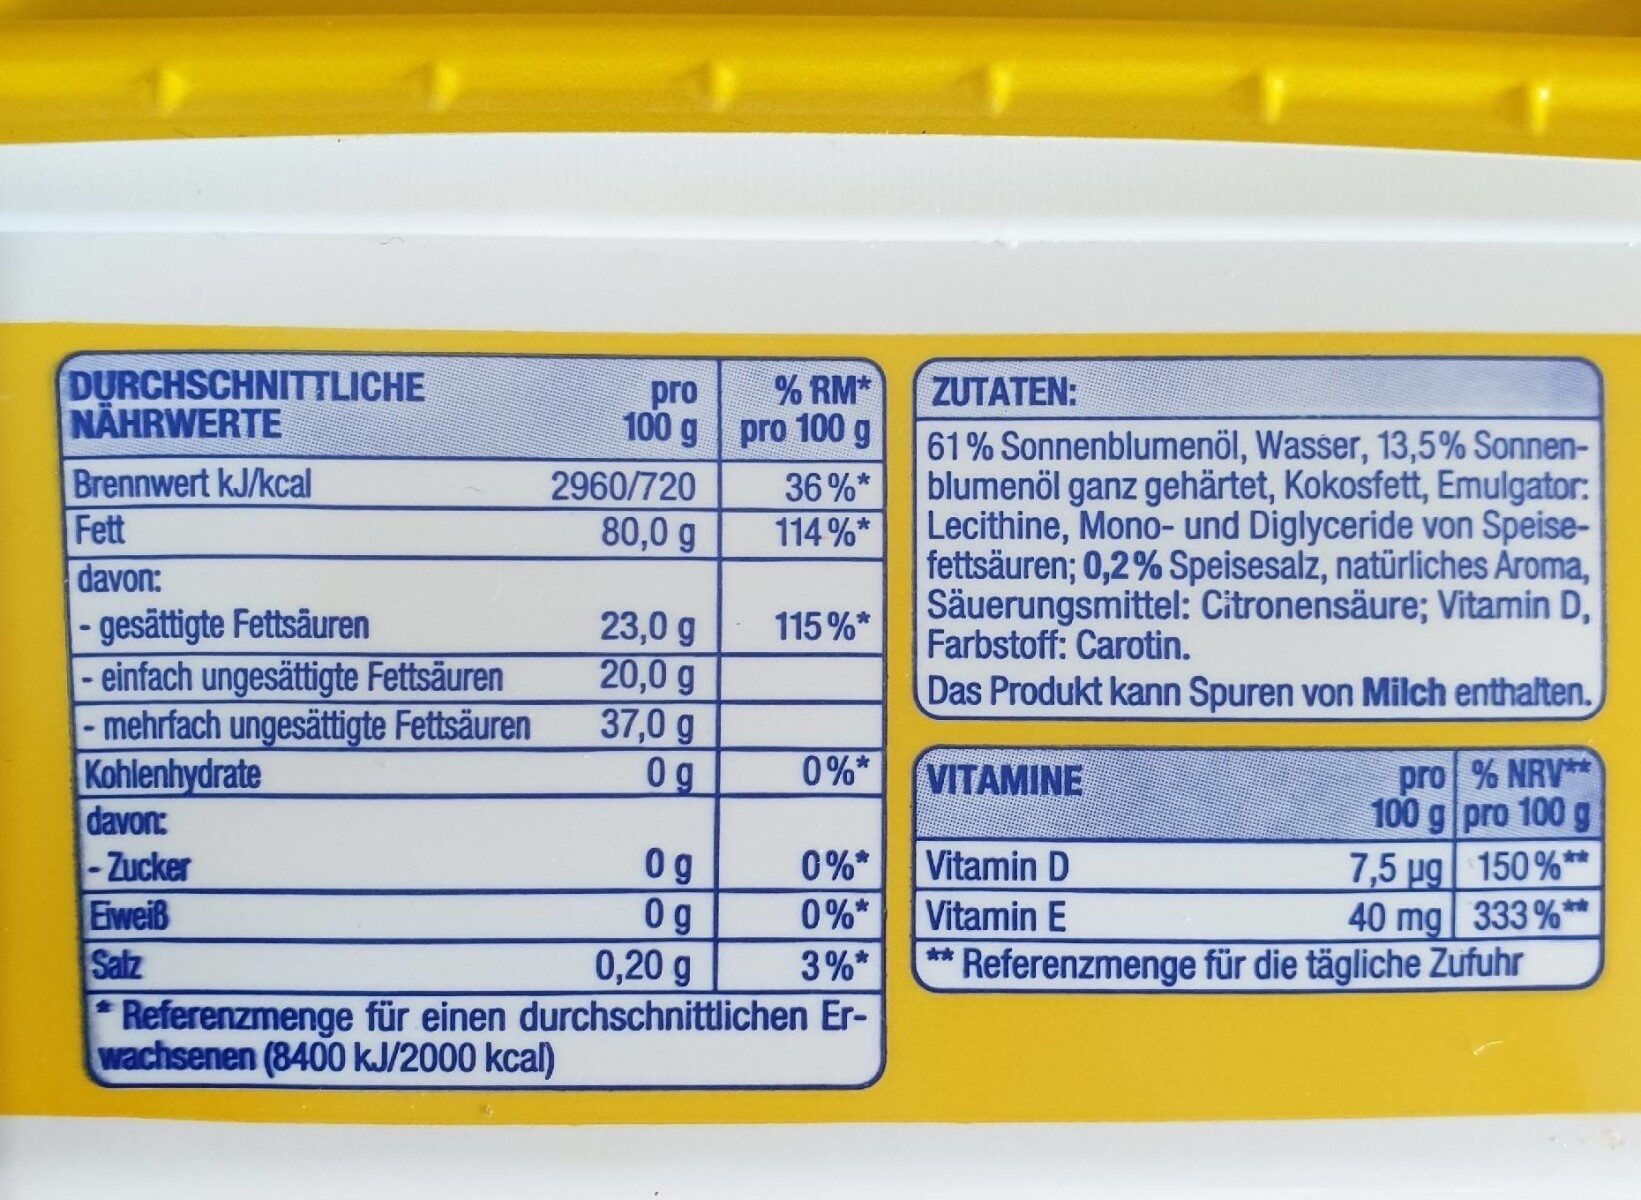 DURCHSCHNITTLICHE NÄHRWERTE pro 100 g % RM* pro 100 g
Brennwert kJ/kcal 2960/720 36 %*
Fett 80,0 g 114 %*
davon:
- gesättigte Fettsäuren 23,0 g 115 %*
- einfach ungesättigte Fettsäuren 20,0 g
- mehrfach ungesättigte Fettsäuren 37,0 g
Kohlenhydrate 0 g 0 %*
davon:
- Zucker 0 g 0 %*
Eiweiß 0 g 0 %*
Salz 0,20 g 3 %*
* Referenzmenge für einen durchschnittlichen Er-
wachsenen (8400 kJ/2000 kcal)
ZUTATEN:
61 % Sonnenblumenöl, Wasser, 13,5 % Sonnen-
blumenöl ganz gehärtet, Kokosfett, Emulgator:
Lecithine, Mono- und Diglyceride von Speise-
fettsäuren; 0,2 % Speisesalz, natürliches Aroma,
Säuerungsmittel: Citronensäure; Vitamin D,
Farbstoff: Carotin.
Das Produkt kann Spuren von Milch enthalten.
VITAMINE pro 100 g % NRV** pro 100 g
Vitamin D 7,5 µg 150 %**
Vitamin E 40 mg 333 %**
** Referenzmenge für die tägliche Zufuhr